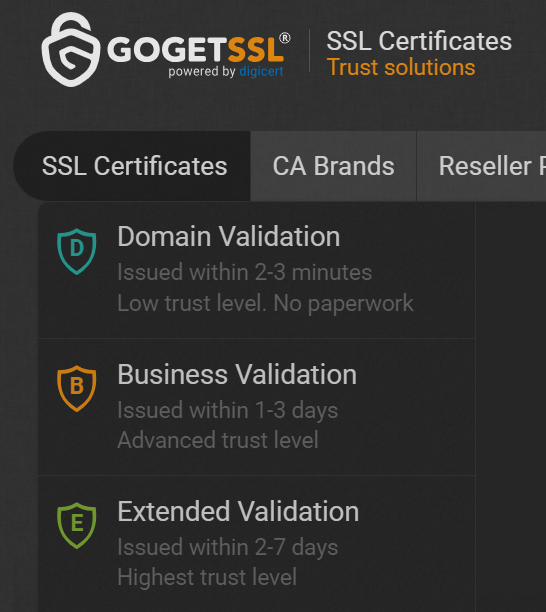 GOGETSSL®
powered by digicert
SSL Certificates
Trust solutions
SSL Certificates
CA Brands
Reseller
D
Domain Validation
Issued within 2-3 minutes
Low trust level. No paperwork
B
Business Validation
Issued within 1-3 days
Advanced trust level
E
Extended Validation
Issued within 2-7 days
Highest trust level